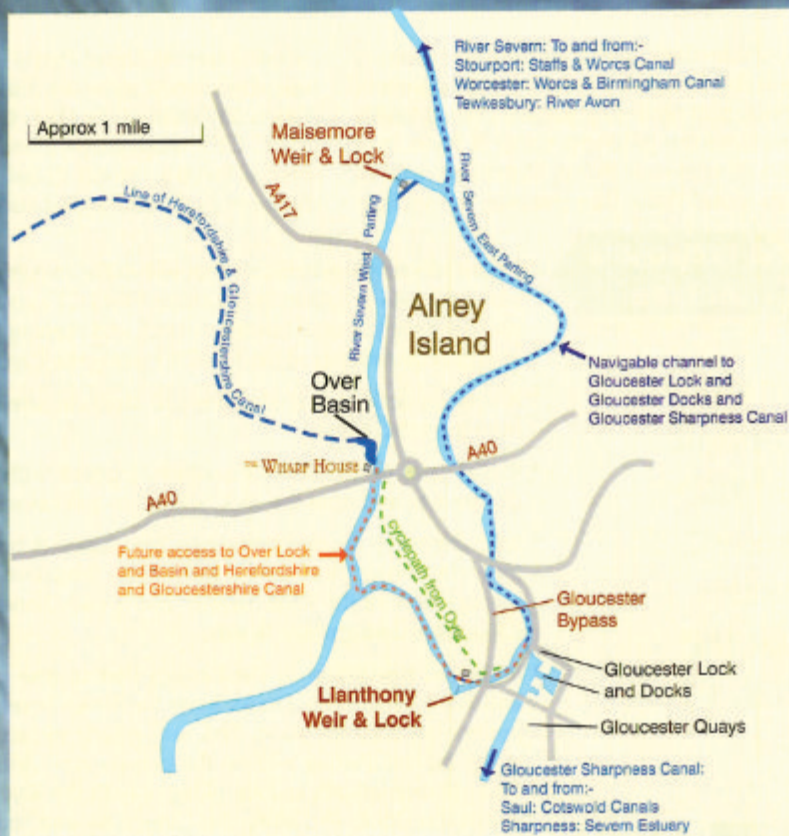 River Severn: To and from:-
Stourport: Staffs & Worcs Canal
Worcester: Worcs & Birmingham Canal
Tewkesbury: River Avon
Approx 1 mile
Maisemore
Weir & Lock
A417
Line of Herefordshire & Gloucestershire Canal
River Severn West Parting
River Severn East Parting
Alney
Island
Navigable channel to
Gloucester Lock and
Gloucester Docks and
Gloucester Sharpness Canal
Over
Basin
THE WHARF HOUSE
A40
A40
cyclepath from Over
Future access to Over Lock
and Basin and Herefordshire
and Gloucestershire Canal
Gloucester
Bypass
Gloucester Lock
and Docks
Llanthony
Weir & Lock
Gloucester Quays
Gloucester Sharpness Canal:
To and from:-
Saul: Cotswold Canals
Sharpness: Severn Estuary